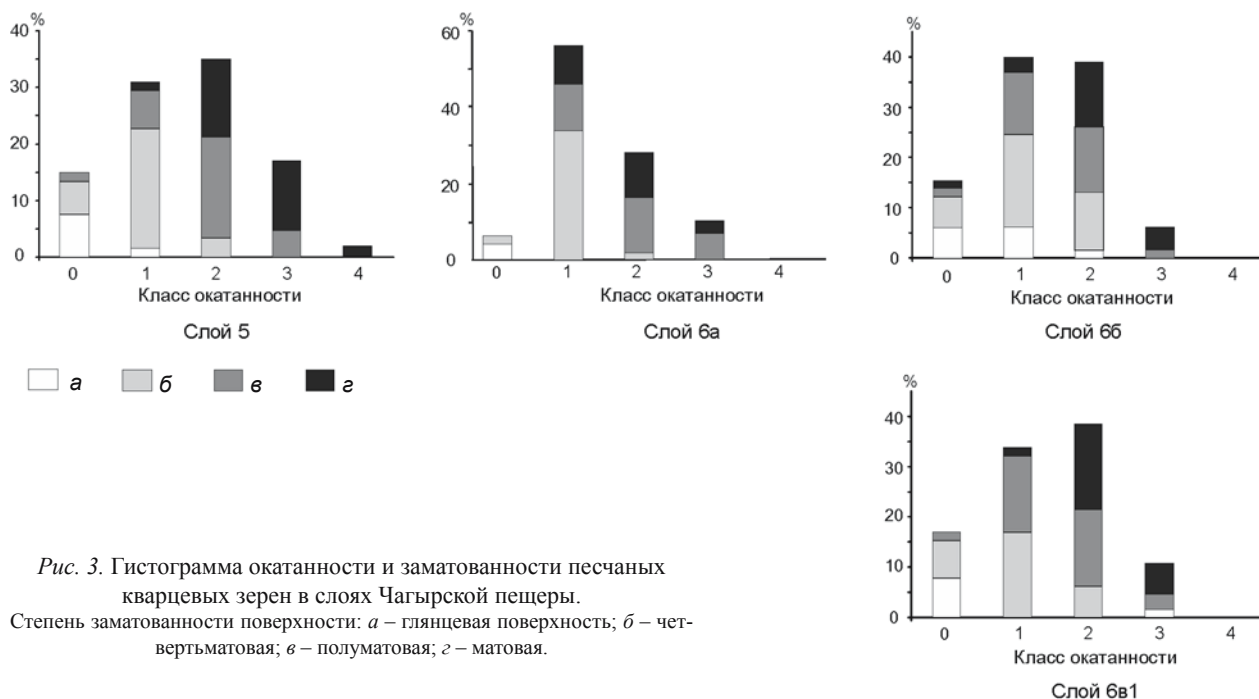 %
40
30
20
10
0
0 1 2 3 4
Класс окатанности
Слой 5
%
60
40
20
0
0 1 2 3 4
Класс окатанности
Слой 6а
%
40
30
20
10
0
0 1 2 3 4
Класс окатанности
Слой 6б
а б в г
%
40
30
20
10
0
0 1 2 3 4
Класс окатанности
Слой 6в1
Рис. 3. Гистограмма окатанности и заматованности песчаных
кварцевых зерен в слоях Чагырской пещеры.
Степень заматованности поверхности: а – глянцевая поверхность; б – чет-
вертьматовая; в – полуматовая; г – матовая.